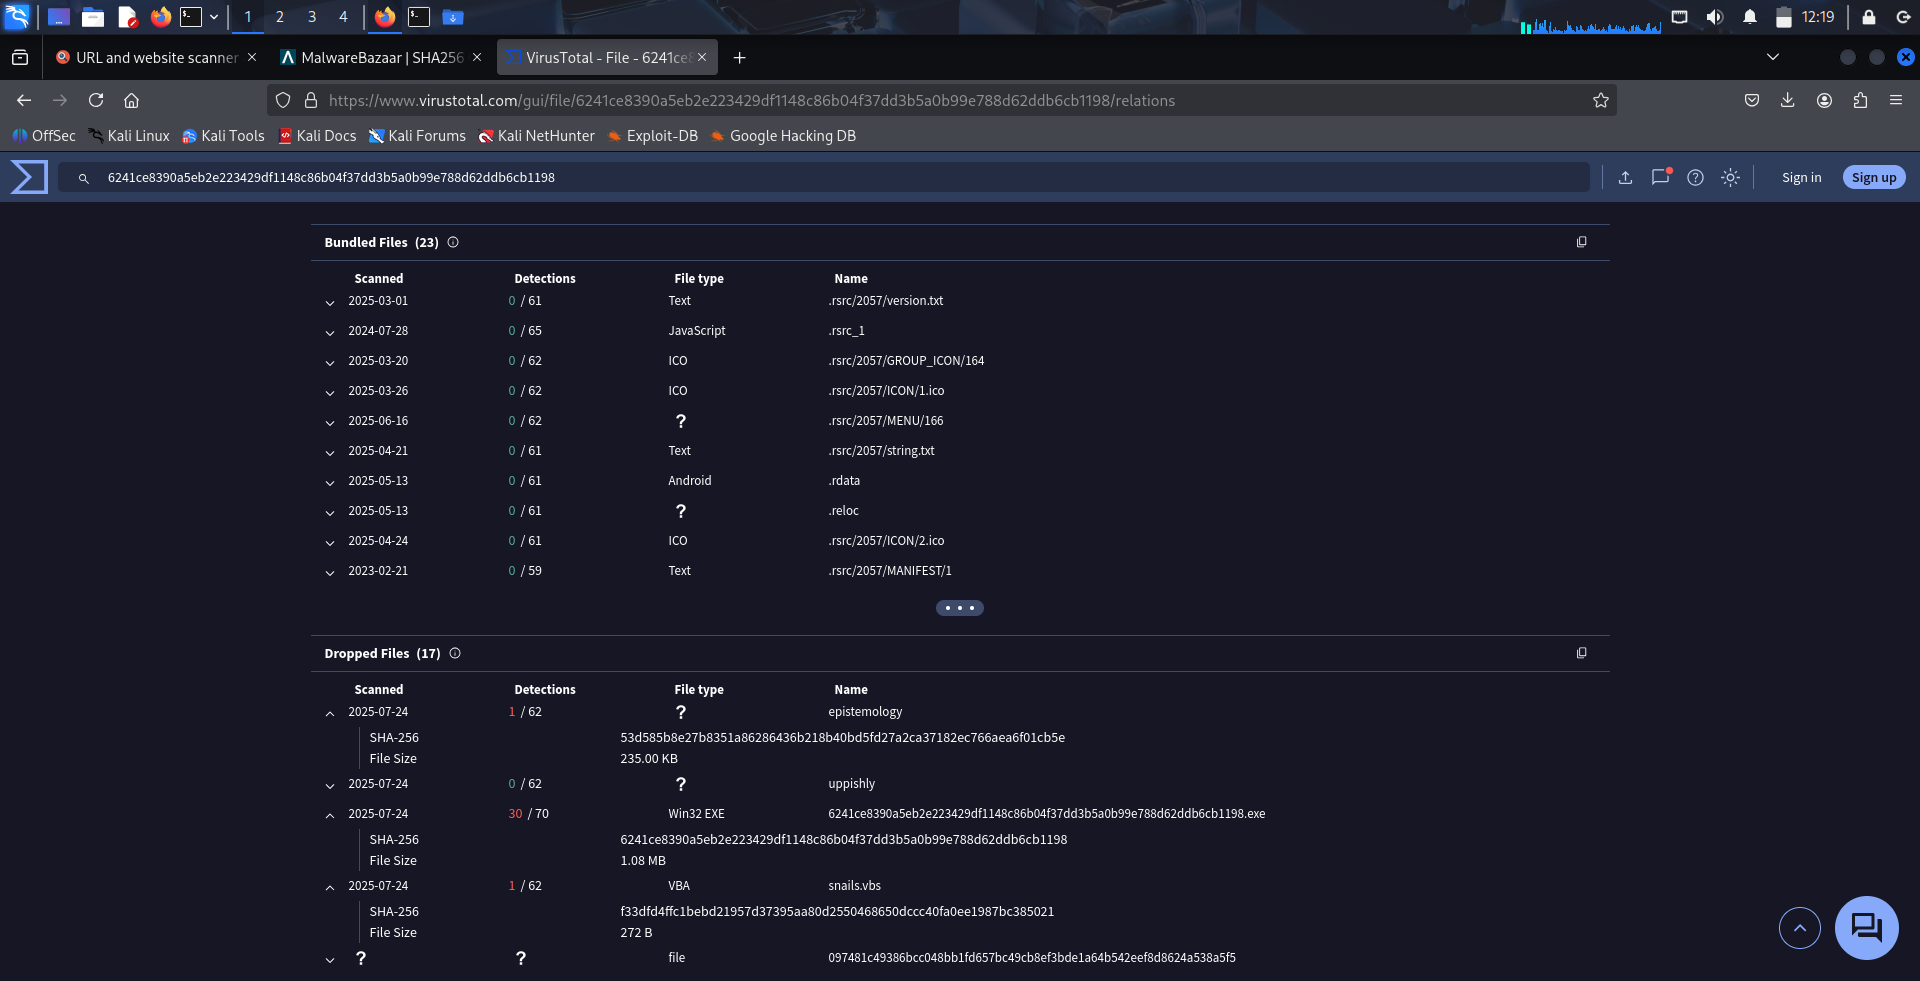 1 2 3 4 12:19
URL and website scanner MalwareBazaar | SHA256 VirusTotal - File - 6241ce8
https://www.virustotal.com/gui/file/6241ce8390a5eb2e223429df1148c86b04f37dd3b5a0b99e788d62ddb6cb1198/relations
OffSec Kali Linux Kali Tools Kali Docs Kali Forums Kali NetHunter Exploit-DB Google Hacking DB
6241ce8390a5eb2e223429df1148c86b04f37dd3b5a0b99e788d62ddb6cb1198 Sign in Sign up
Bundled Files (23)
Scanned Detections File type Name
2025-03-01 0 / 61 Text .rsrc/2057/version.txt
2024-07-28 0 / 65 JavaScript .rsrc_1
2025-03-20 0 / 62 ICO .rsrc/2057/GROUP_ICON/164
2025-03-26 0 / 62 ICO .rsrc/2057/ICON/1.ico
2025-06-16 0 / 62 ? .rsrc/2057/MENU/166
2025-04-21 0 / 61 Text .rsrc/2057/string.txt
2025-05-13 0 / 61 Android .rdata
2025-05-13 0 / 61 ? .reloc
2025-04-24 0 / 61 ICO .rsrc/2057/ICON/2.ico
2023-02-21 0 / 59 Text .rsrc/2057/MANIFEST/1
Dropped Files (17)
Scanned Detections File type Name
2025-07-24 1 / 62 ? epistemology
SHA-256 53d585b8e27b8351a86286436b218b40bd5fd27a2ca37182ec766aea6f01cb5e
File Size 235.00 KB
2025-07-24 0 / 62 ? uppishly
2025-07-24 30 / 70 Win32 EXE 6241ce8390a5eb2e223429df1148c86b04f37dd3b5a0b99e788d62ddb6cb1198.exe
SHA-256 6241ce8390a5eb2e223429df1148c86b04f37dd3b5a0b99e788d62ddb6cb1198
File Size 1.08 MB
2025-07-24 1 / 62 VBA snails.vbs
SHA-256 f33dfd4ffc1bebd21957d37395aa80d2550468650dccc40fa0ee1987bc385021
File Size 272 B
? ? file 097481c49386bcc048bb1fd657bc49cb8ef3bde1a64b542eef8d8624a538a5f5